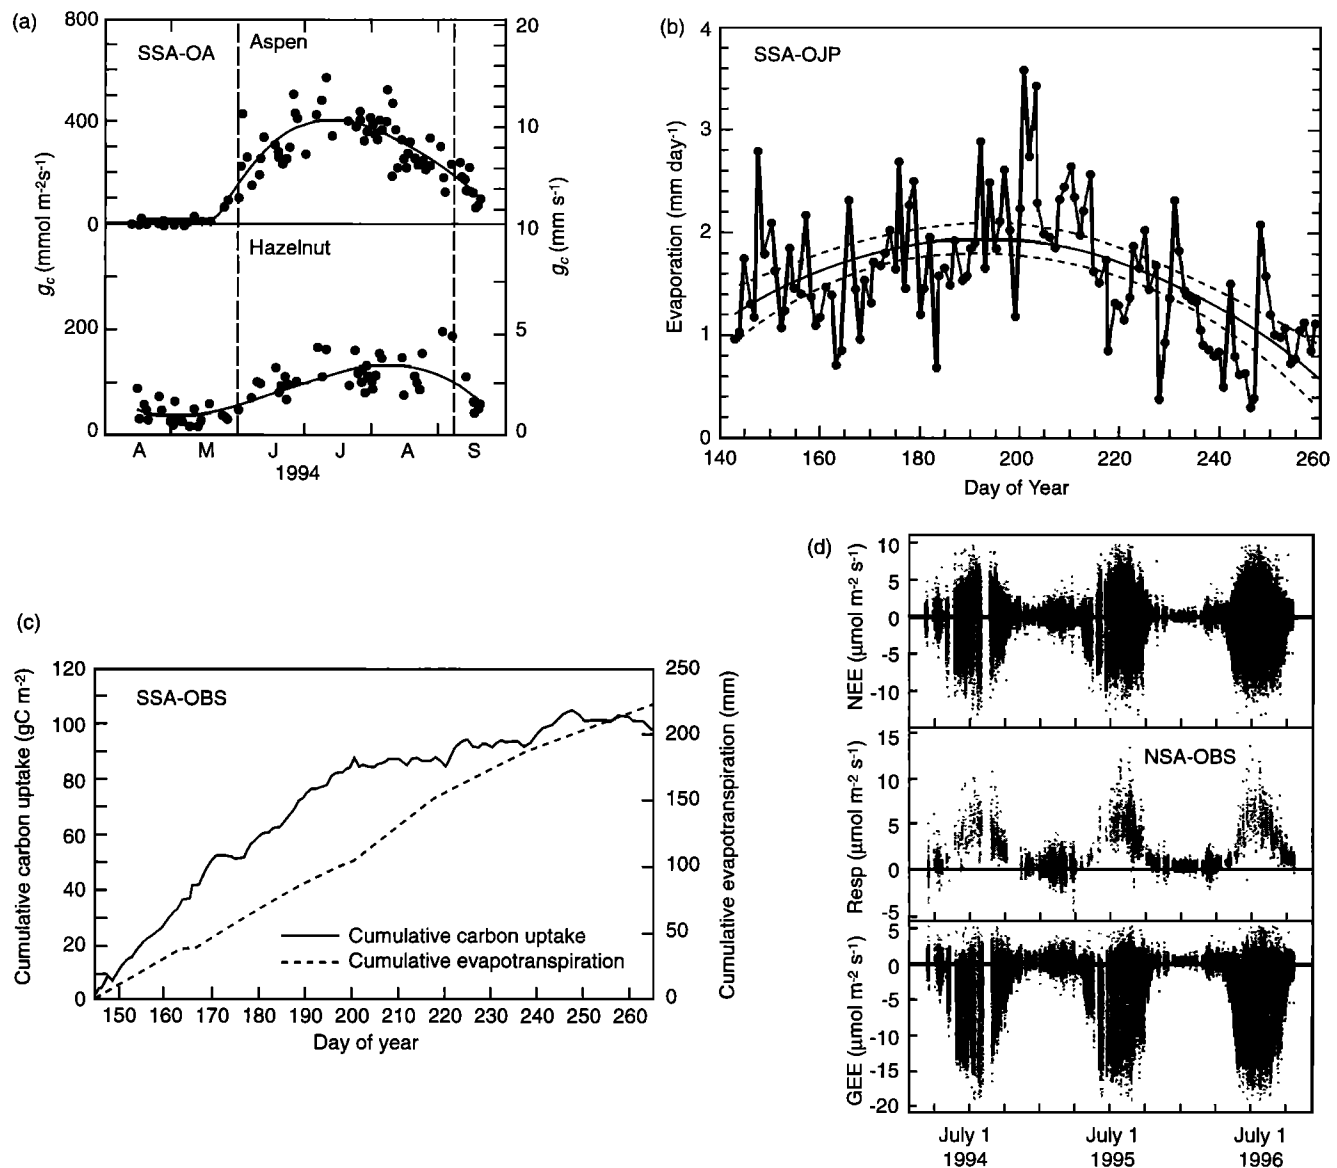 (a)
800
400
0
200
0
g_c (mmol m-2s-1)
SSA-OA
Aspen
Hazelnut
20
10
10
5
0
g_c (mm s-1)
A M J J A S
1994
(b)
4
3
2
1
0
Evaporation (mm day-1)
SSA-OJP
140 160 180 200 220 240 260
Day of Year
(c)
120
100
80
60
40
20
0
Cumulative carbon uptake (gC m-2)
SSA-OBS
Cumulative carbon uptake
Cumulative evapotranspiration
250
200
150
100
50
0
Cumulative evapotranspiration (mm)
150 160 170 180 190 200 210 220 230 240 250 260
Day of year
(d)
10
5
0
-5
-10
NEE (µmol m-2 s-1)
15
10
5
0
-5
Resp (µmol m-2 s-1)
NSA-OBS
5
0
-5
-10
-15
-20
GEE (µmol m-2 s-1)
July 1 July 1 July 1
1994 1995 1996